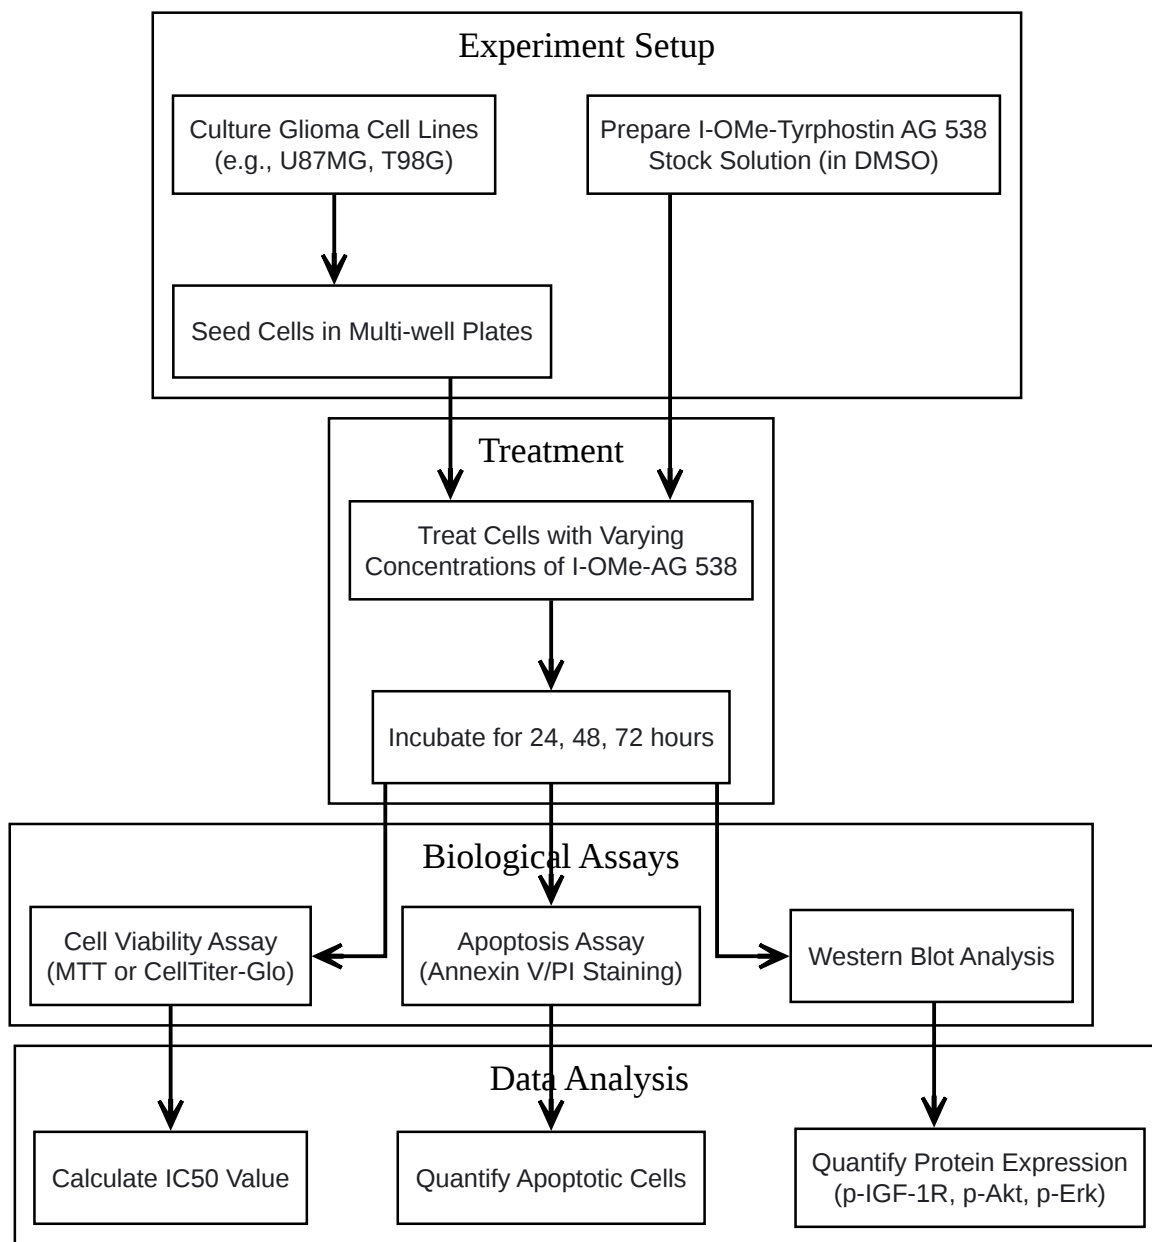 Experiment Setup
Culture Glioma Cell Lines
(e.g., U87MG, T98G)
Prepare I-OMe-Tyrphostin AG 538
Stock Solution (in DMSO)
Seed Cells in Multi-well Plates
Treatment
Treat Cells with Varying
Concentrations of I-OMe-AG 538
Incubate for 24, 48, 72 hours
Biological Assays
Cell Viability Assay
(MTT or CellTiter-Glo)
Apoptosis Assay
(Annexin V/PI Staining)
Western Blot Analysis
Data Analysis
Calculate IC50 Value
Quantify Apoptotic Cells
Quantify Protein Expression
(p-IGF-1R, p-Akt, p-Erk)